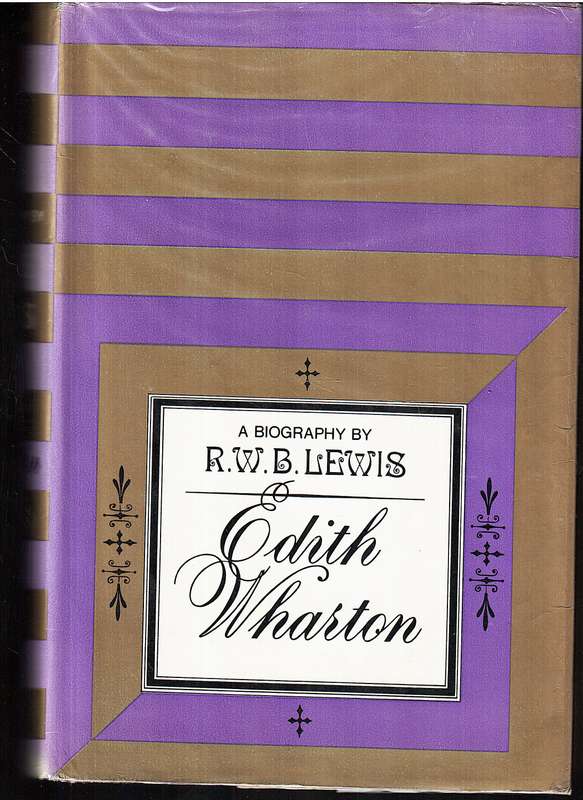 A BIOGRAPHY BY
R.W.B. LEWIS
Edith
Wharton